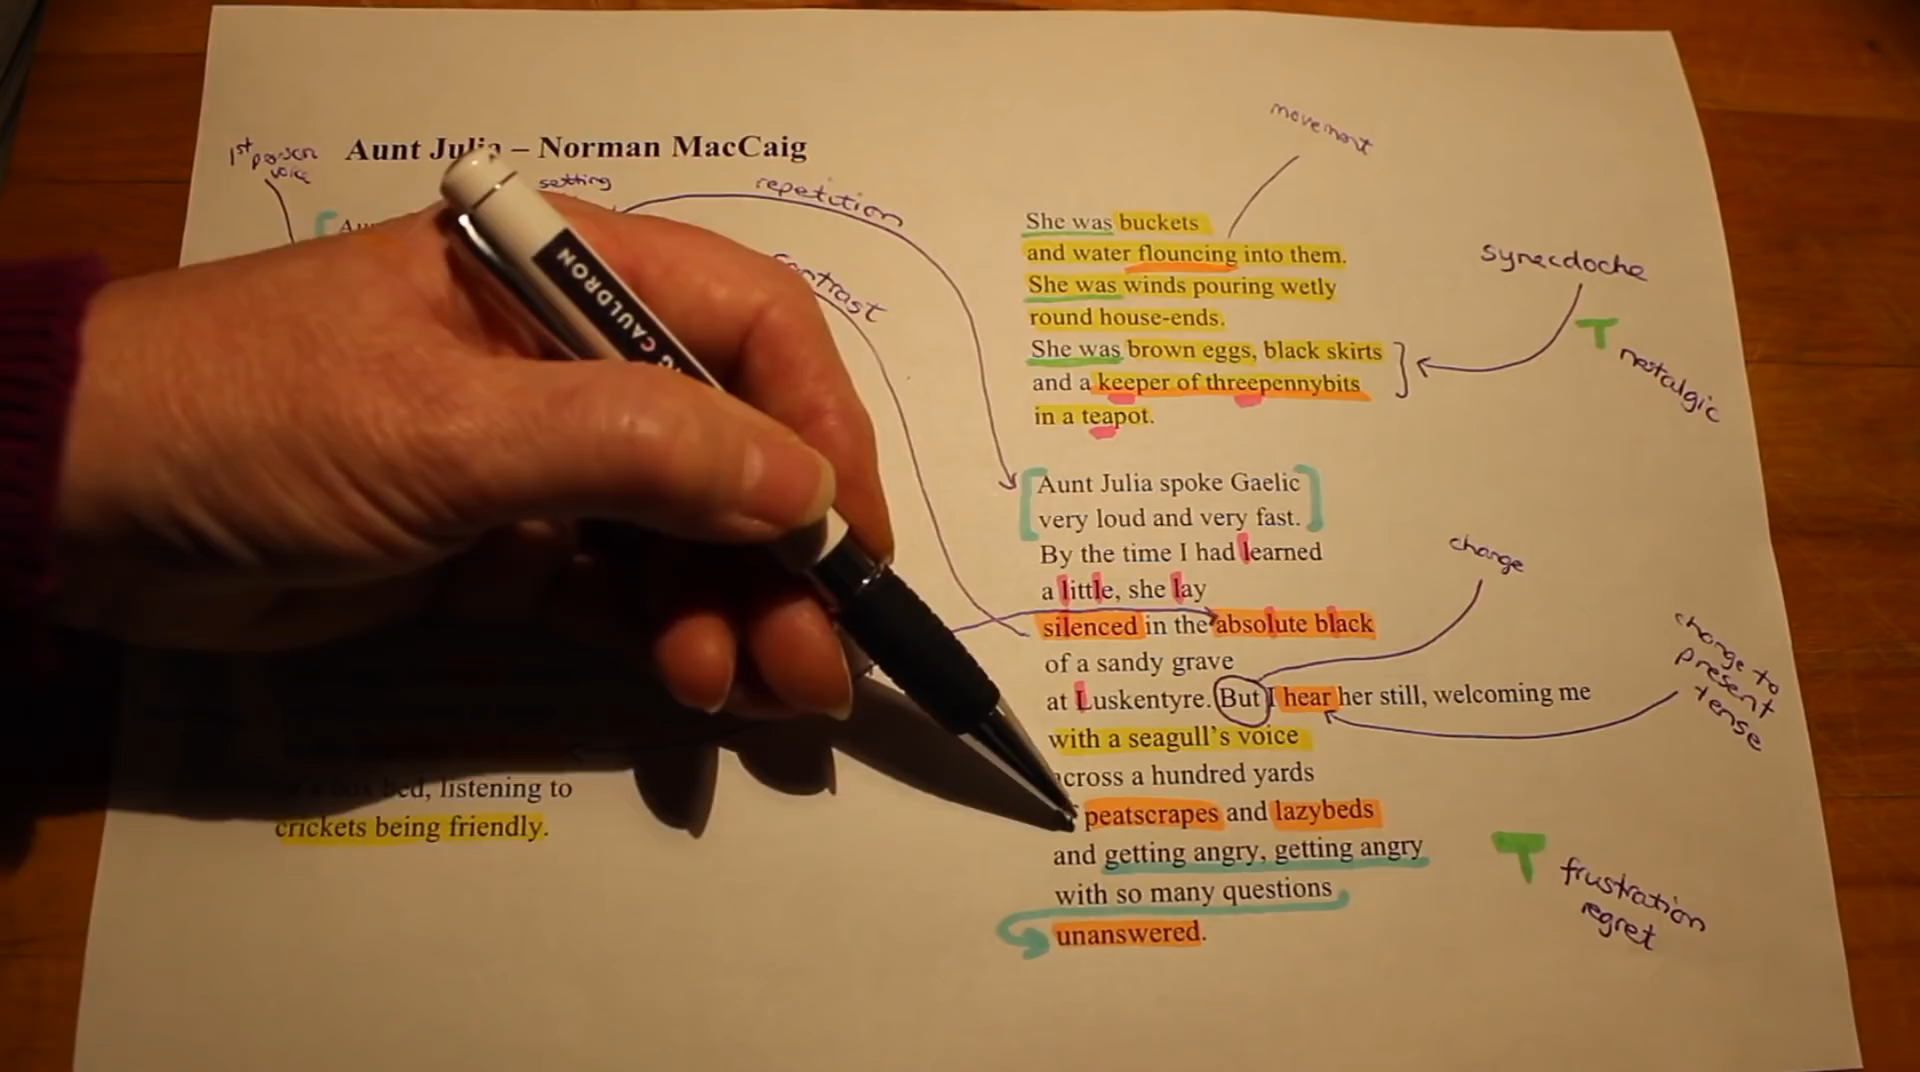 Aunt Julia – Norman MacCaig
1st person
voice
setting
repetition
contrast
CAULDRON
bed, listening to
crickets being friendly.
movement
She was buckets
and water flouncing into them.
She was winds pouring wetly
round house-ends.
She was brown eggs, black skirts
and a keeper of threepennybits
in a teapot.
synecdoche
T
nostalgic
Aunt Julia spoke Gaelic
very loud and very fast.
By the time I had learned
a little, she lay
silenced in the absolute black
of a sandy grave
at Luskentyre. But I hear her still, welcoming me
with a seagull's voice
across a hundred yards
peatscrapes and lazybeds
and getting angry, getting angry
with so many questions
unanswered.
change
change to
present
tense
T
frustration
regret